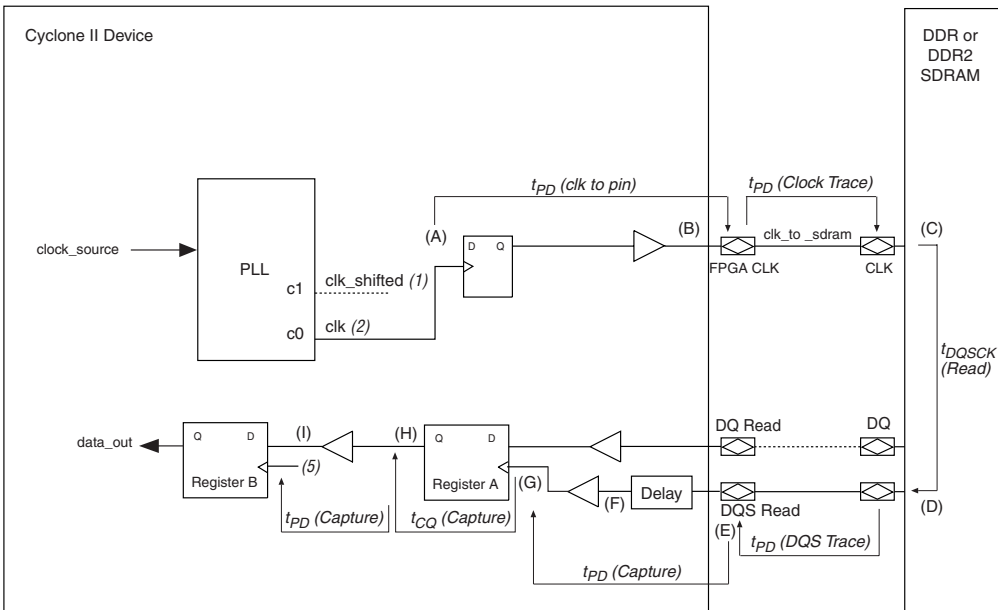 Cyclone II Device
DDR or
DDR2
SDRAM
tPD (clk to pin)
tPD (Clock Trace)
(A)
(B)
(C)
D Q
clock_source
PLL
clk_to _sdram
FPGA CLK
CLK
c1
clk_shifted (1)
c0
clk (2)
tDQSCK
(Read)
DQ Read
DQ
data_out
Q D
(I)
(H)
Q D
(5)
Register B
Register A
(G)
(F)
Delay
DQS Read
(D)
(E)
tPD (Capture)
tCQ (Capture)
tPD (DQS Trace)
tPD (Capture)